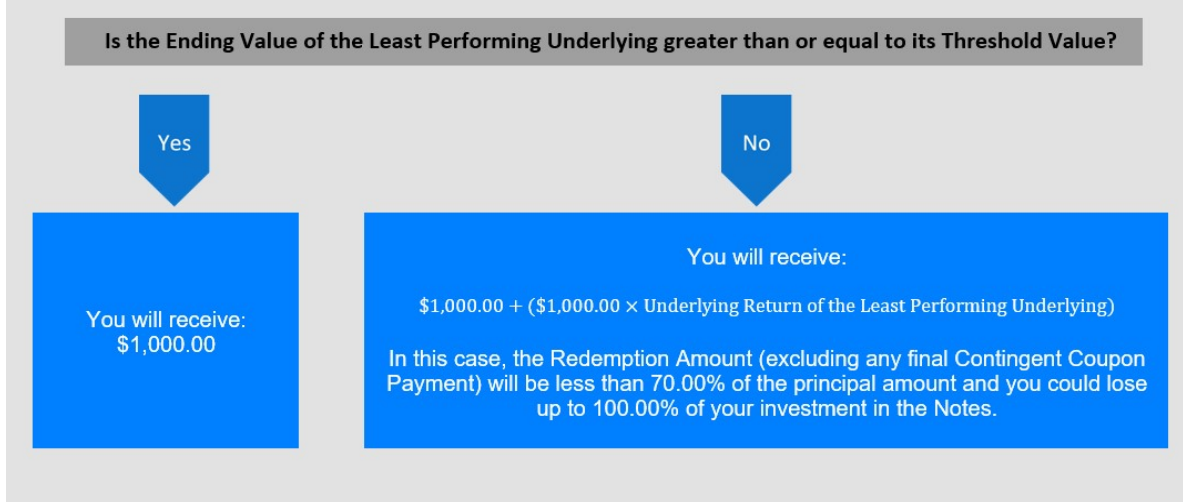 Is the Ending Value of the Least Performing Underlying greater than or equal to its Threshold Value?
Yes
No
You will receive:
$1,000.00
You will receive:
$1,000.00 + ($1,000.00 × Underlying Return of the Least Performing Underlying)
In this case, the Redemption Amount (excluding any final Contingent Coupon
Payment) will be less than 70.00% of the principal amount and you could lose
up to 100.00% of your investment in the Notes.